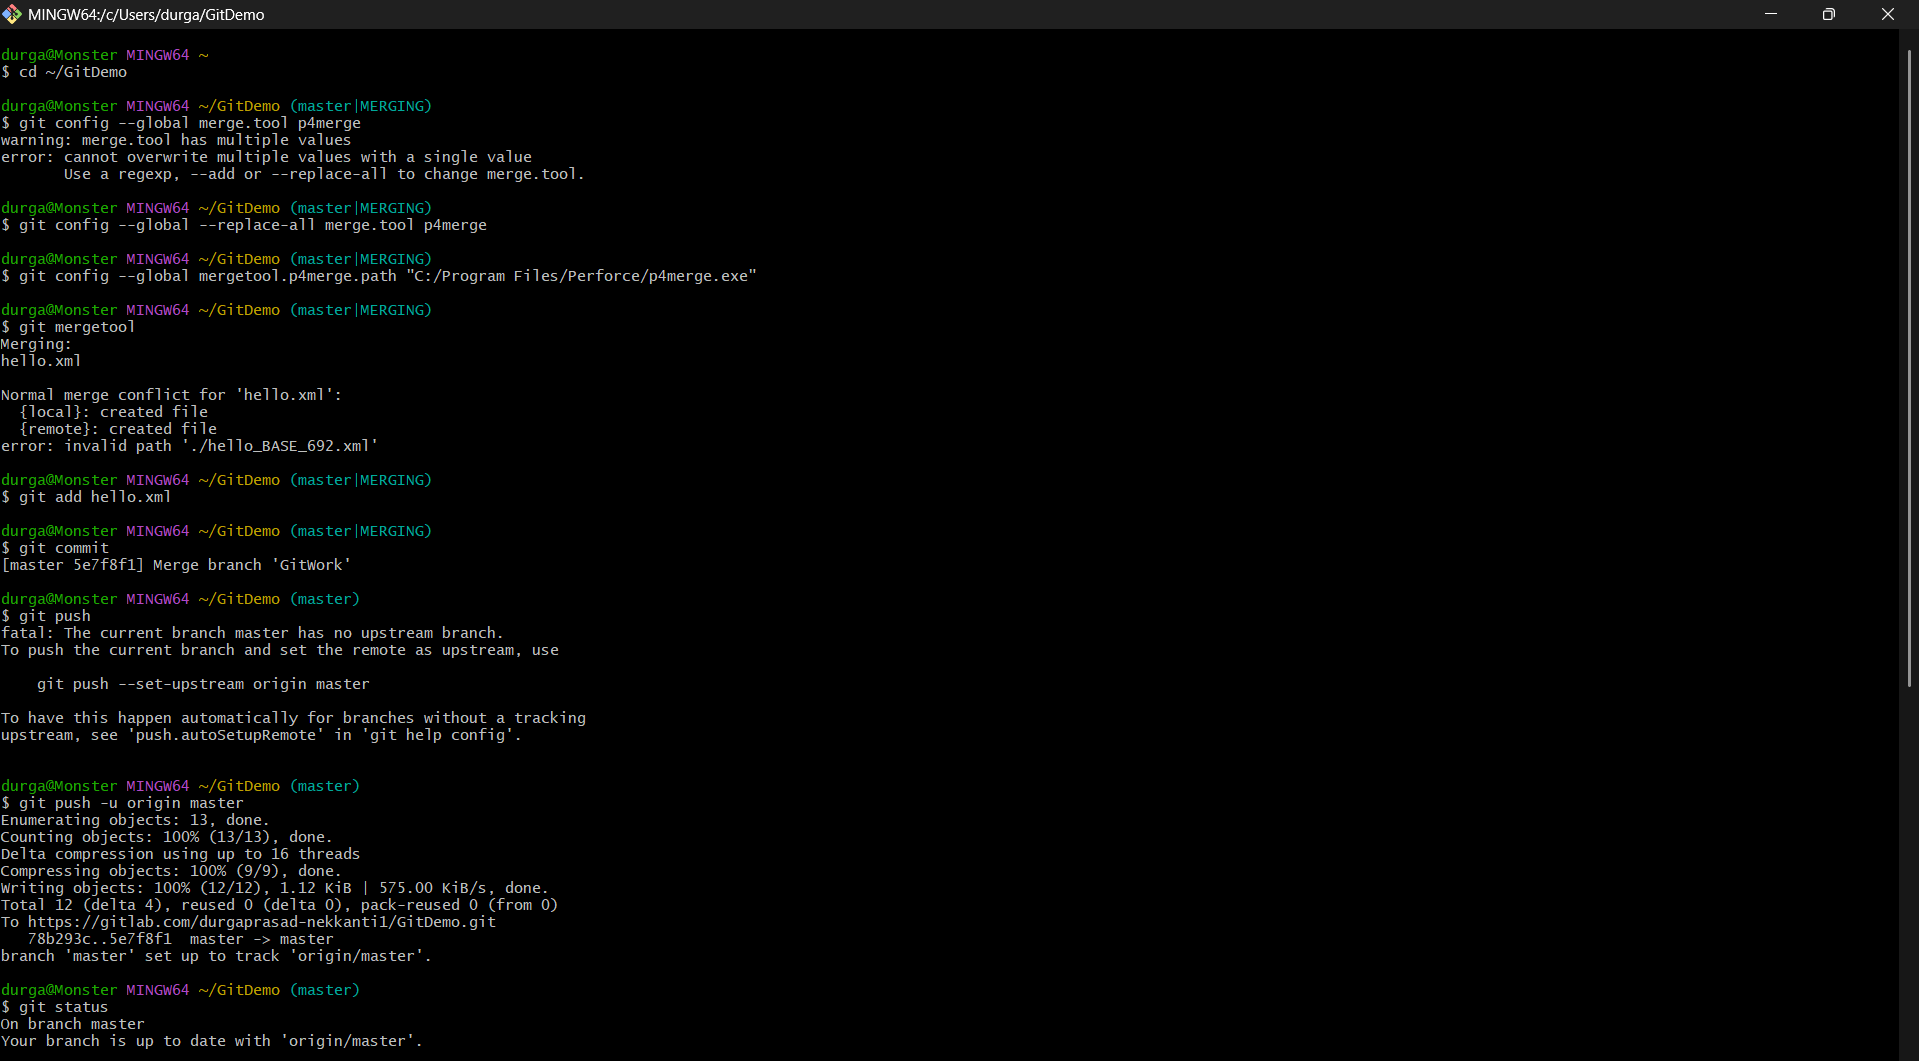 MINGW64:/c/Users/durga/GitDemo
durga@Monster MINGW64 ~
$ cd ~/GitDemo
durga@Monster MINGW64 ~/GitDemo (master|MERGING)
$ git config --global merge.tool p4merge
warning: merge.tool has multiple values
error: cannot overwrite multiple values with a single value
       Use a regexp, --add or --replace-all to change merge.tool.
durga@Monster MINGW64 ~/GitDemo (master|MERGING)
$ git config --global --replace-all merge.tool p4merge
durga@Monster MINGW64 ~/GitDemo (master|MERGING)
$ git config --global mergetool.p4merge.path "C:/Program Files/Perforce/p4merge.exe"
durga@Monster MINGW64 ~/GitDemo (master|MERGING)
$ git mergetool
Merging:
hello.xml
Normal merge conflict for 'hello.xml':
  {local}: created file
  {remote}: created file
error: invalid path './hello_BASE_692.xml'
durga@Monster MINGW64 ~/GitDemo (master|MERGING)
$ git add hello.xml
durga@Monster MINGW64 ~/GitDemo (master|MERGING)
$ git commit
[master 5e7f8f1] Merge branch 'GitWork'
durga@Monster MINGW64 ~/GitDemo (master)
$ git push
fatal: The current branch master has no upstream branch.
To push the current branch and set the remote as upstream, use
    git push --set-upstream origin master
To have this happen automatically for branches without a tracking
upstream, see 'push.autoSetupRemote' in 'git help config'.
durga@Monster MINGW64 ~/GitDemo (master)
$ git push -u origin master
Enumerating objects: 13, done.
Counting objects: 100% (13/13), done.
Delta compression using up to 16 threads
Compressing objects: 100% (9/9), done.
Writing objects: 100% (12/12), 1.12 KiB | 575.00 KiB/s, done.
Total 12 (delta 4), reused 0 (delta 0), pack-reused 0 (from 0)
To https://gitlab.com/durgaprasad-nekkanti1/GitDemo.git
   78b293c..5e7f8f1  master -> master
branch 'master' set up to track 'origin/master'.
durga@Monster MINGW64 ~/GitDemo (master)
$ git status
On branch master
Your branch is up to date with 'origin/master'.